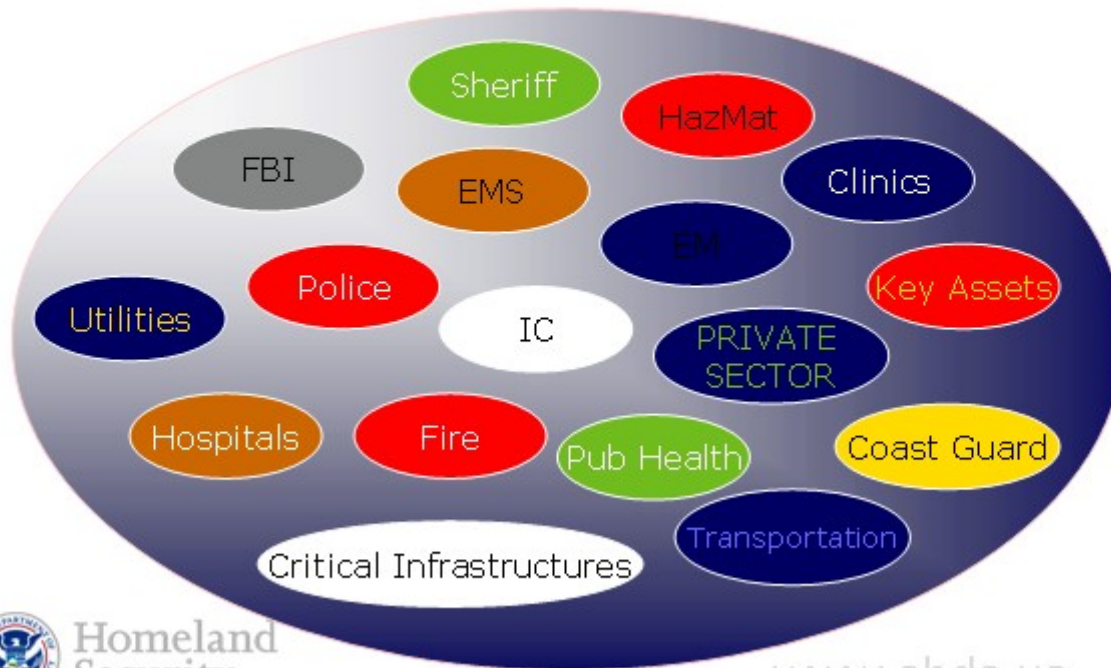 Sheriff
HazMat
FBI
EMS
Clinics
EM
Police
Key Assets
Utilities
IC
PRIVATE
SECTOR
Hospitals
Fire
Pub Health
Coast Guard
Transportation
Critical Infrastructures
Homeland
Security